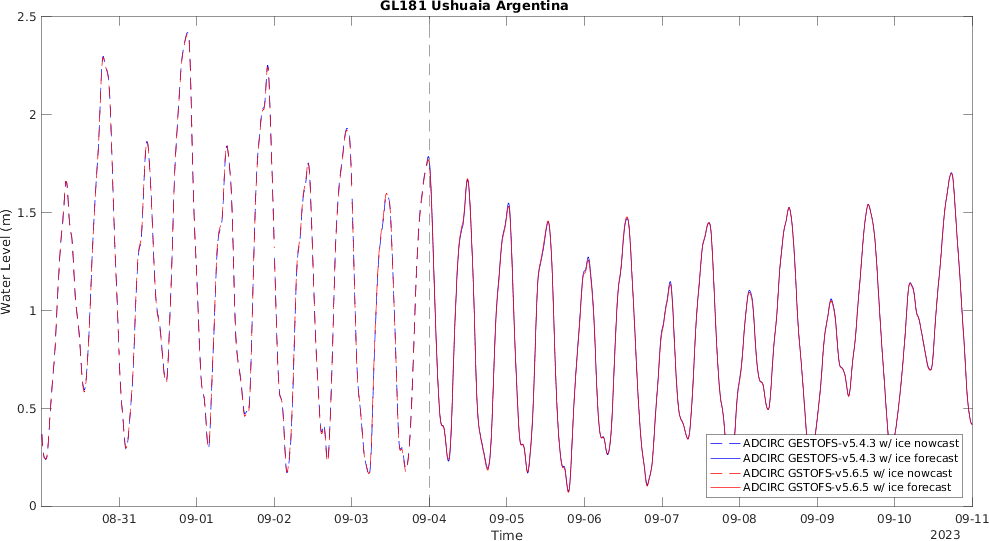 GL181 Ushuaia Argentina
2.5
2
1.5
1
0.5
0
Water Level (m)
08-31
09-01
09-02
09-03
09-04
09-05
09-06
09-07
09-08
09-09
09-10
09-11
Time
2023
ADCIRC GESTOFS-v5.4.3 w/ ice nowcast
ADCIRC GESTOFS-v5.4.3 w/ ice forecast
ADCIRC GSTOFS-v5.6.5 w/ ice nowcast
ADCIRC GSTOFS-v5.6.5 w/ ice forecast